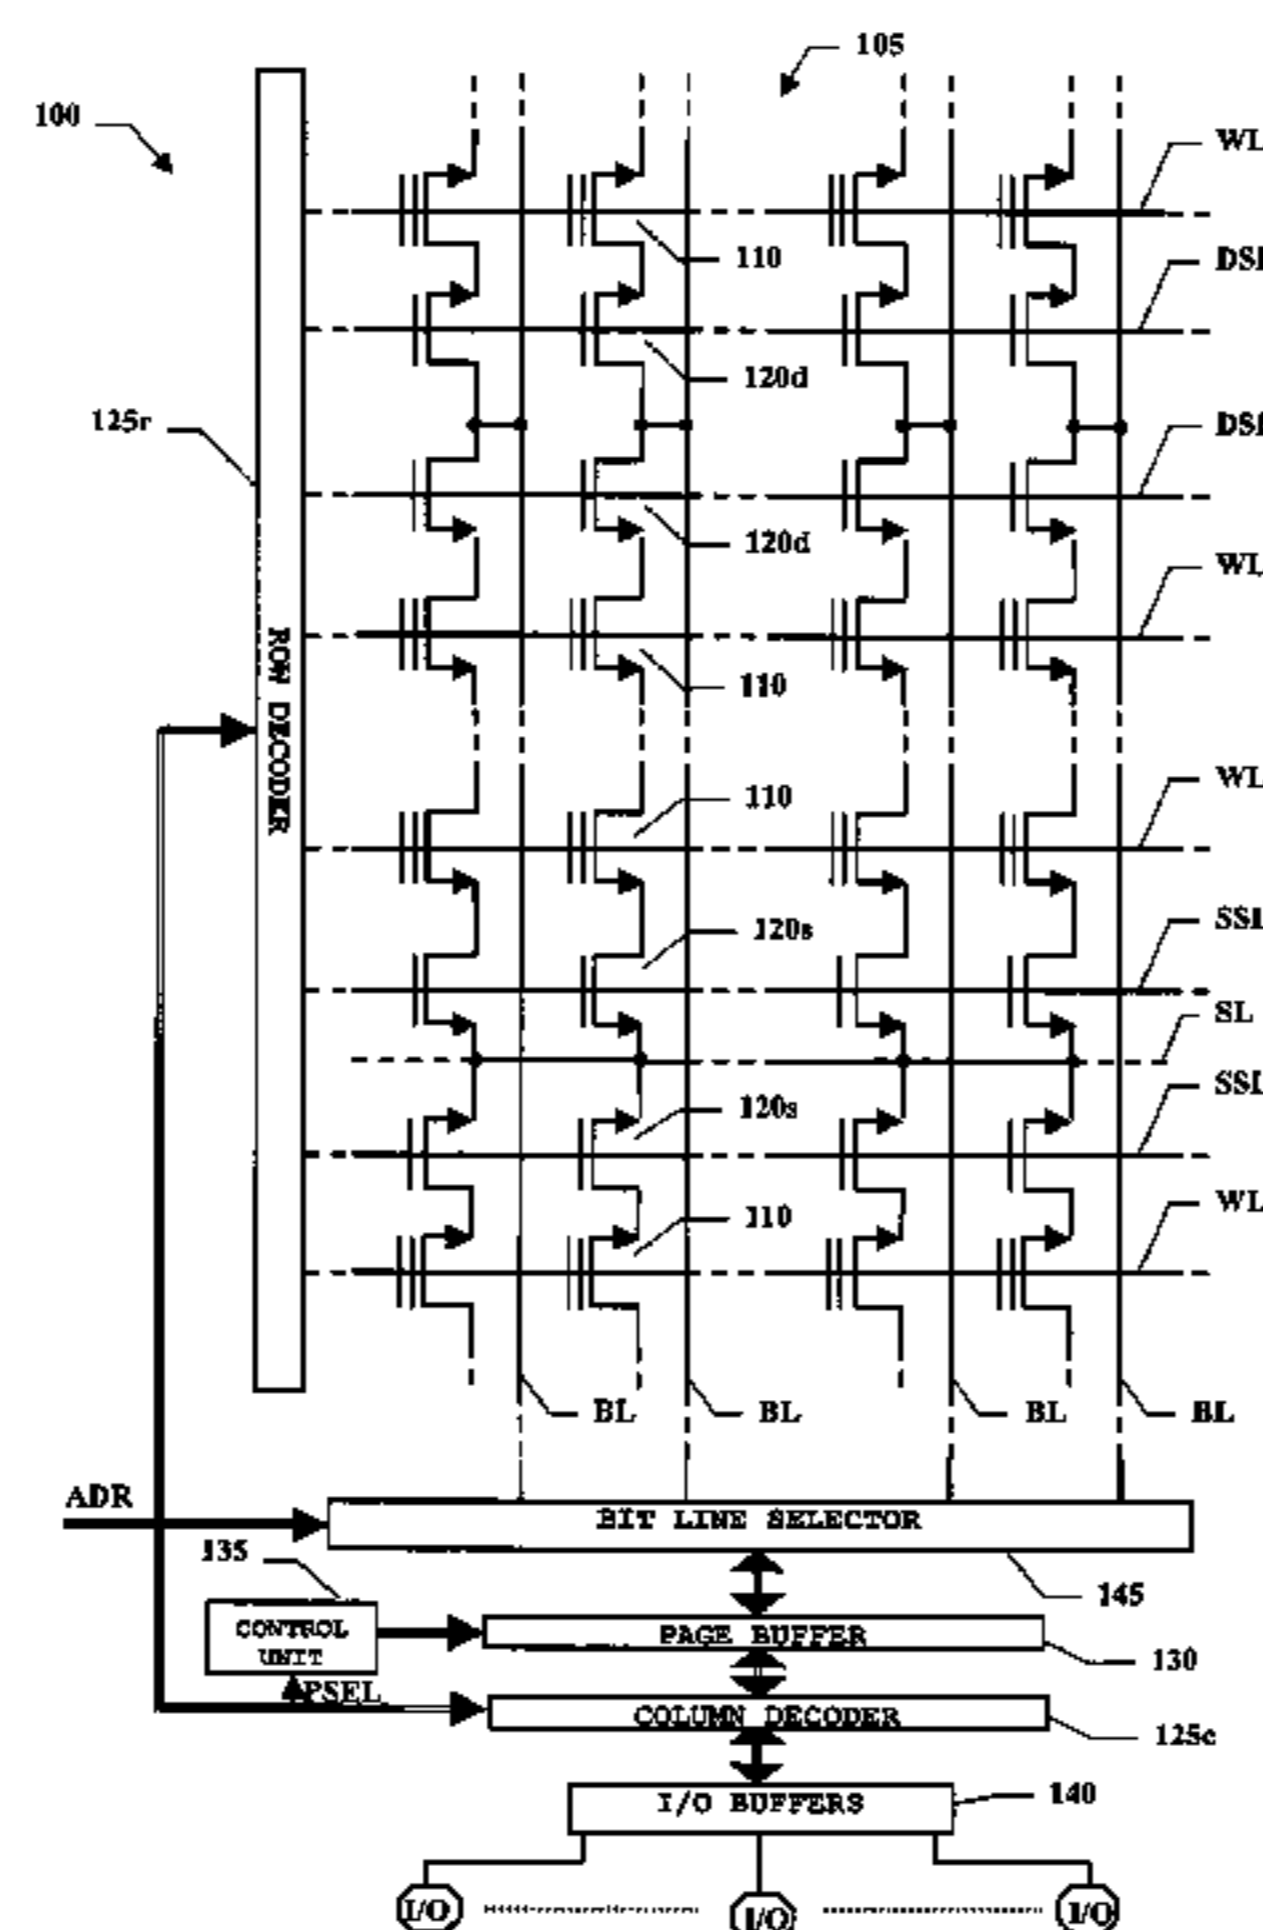 105
100
WL
110
DSL
120d
125r
DSL
120d
WL
110
ROW DECODER
WL
110
SSL
120s
SL
SSL
120s
WL
110
BL
BL
BL
BL
ADR
BIT LINE SELECTOR
135
145
CONTROL
UNIT
PAGE BUFFER
130
PSEL
COLUMN DECODER
125c
I/O BUFFERS
140
I/O
I/O
I/O